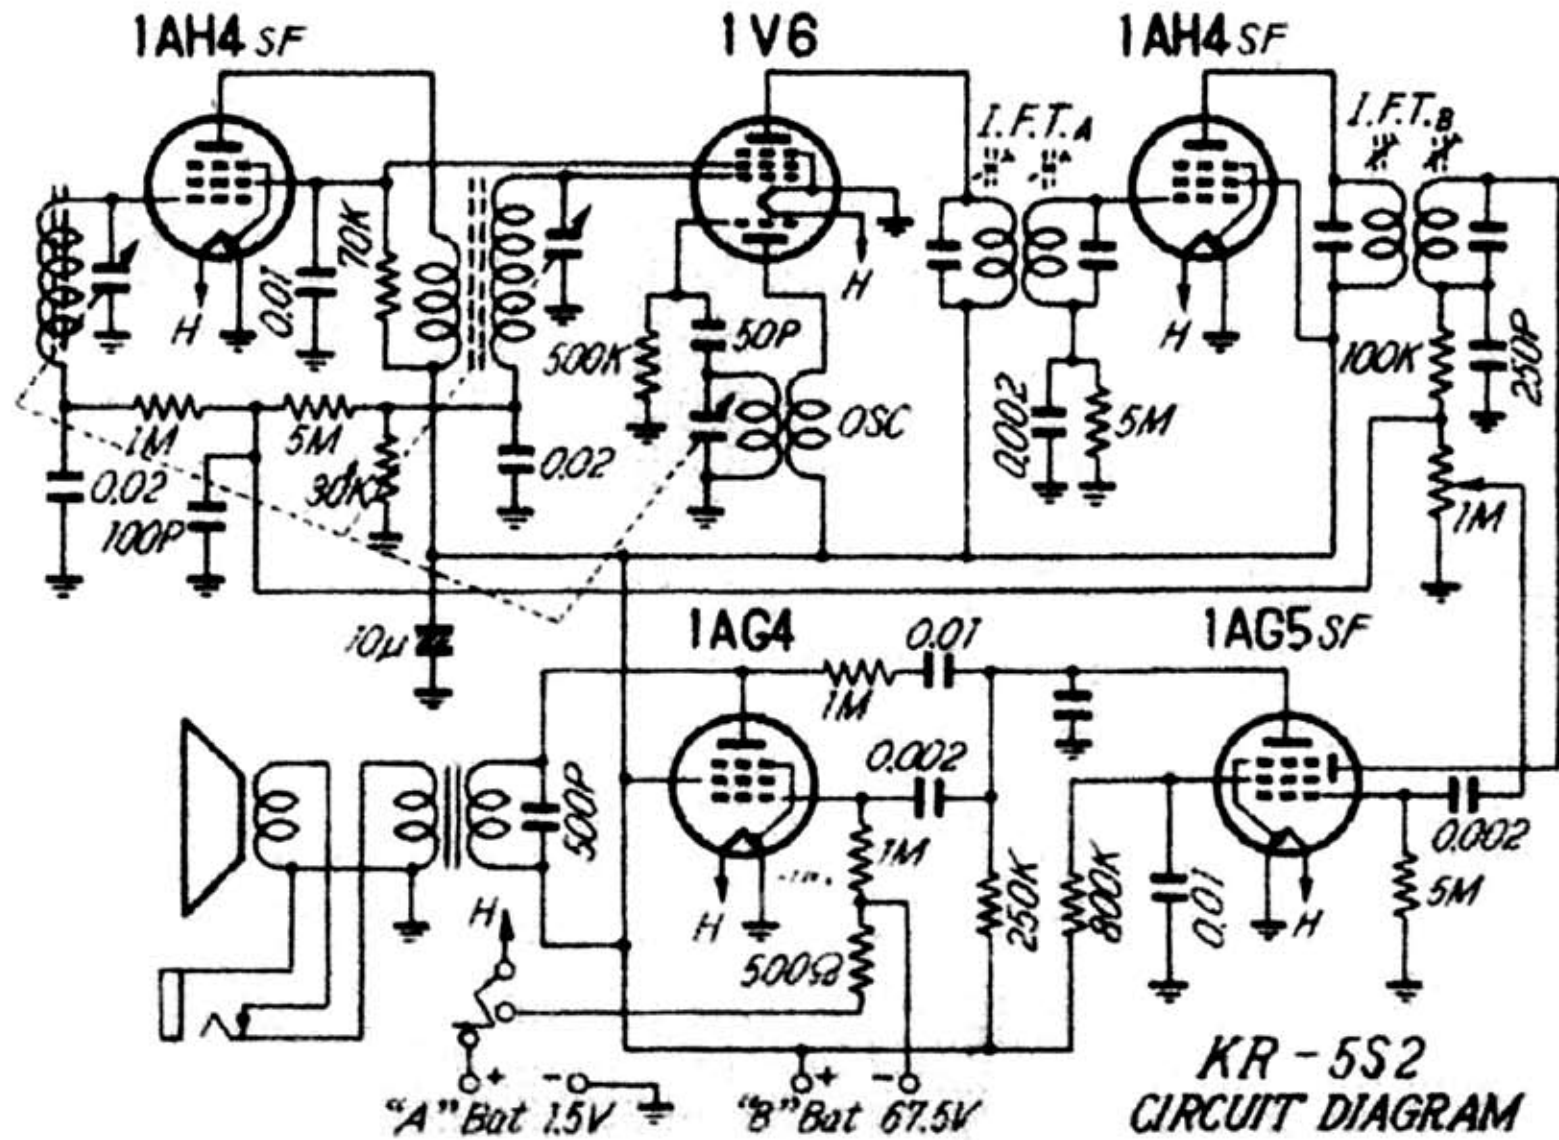 1AH4 SF
1V6
1AH4 SF
I.F.T.A
I.F.T.B
H
0.01
70K
H
500K
50P
OSC
0.002
5M
H
100K
250P
1M
5M
30K
0.02
0.02
100P
1M
10μ
1AG4
0.01
1AG5 SF
1M
0.002
500P
1M
H
H
500Ω
250K
800K
0.01
H
5M
0.002
+
-
+
-
"A" Bat 1.5V
"B" Bat 67.5V
KR-5S2
CIRCUIT DIAGRAM